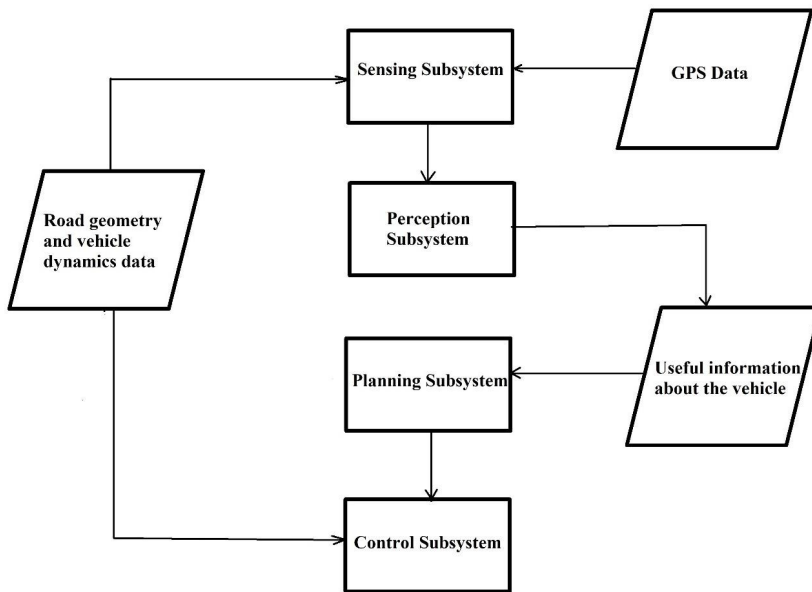 Sensing Subsystem
GPS Data
Road geometry
and vehicle
dynamics data
Perception
Subsystem
Planning Subsystem
Useful information
about the vehicle
Control Subsystem